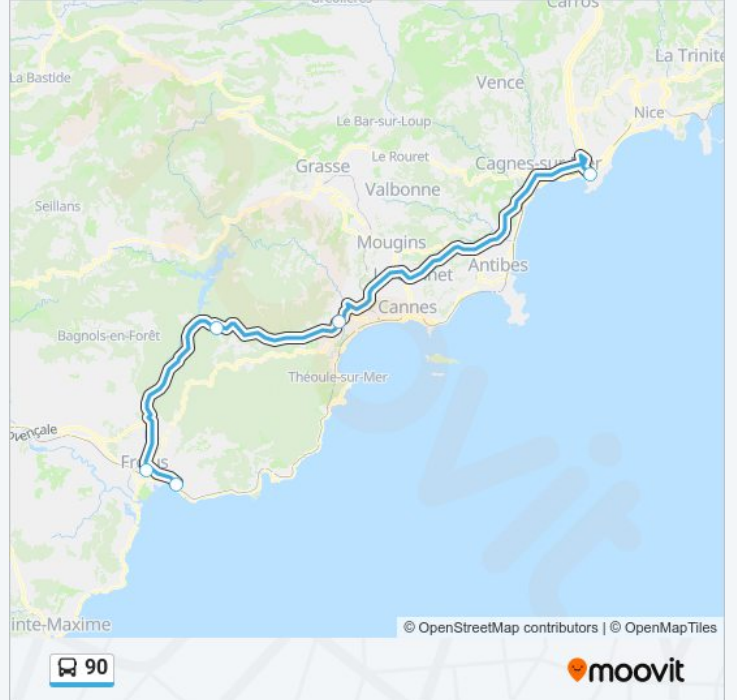 Carros
La Trinité
La Bastide
Vence
Nice
Le Bar-sur-Loup
Grasse
Le Rouret
Cagnes-sur-Mer
Valbonne
Seillans
Mougins
Antibes
Cannes
Bagnols-en-Forêt
Théoule-sur-Mer
Fréjus
inte-Maxime
© OpenStreetMap contributors | © OpenMapTiles
90
moovit